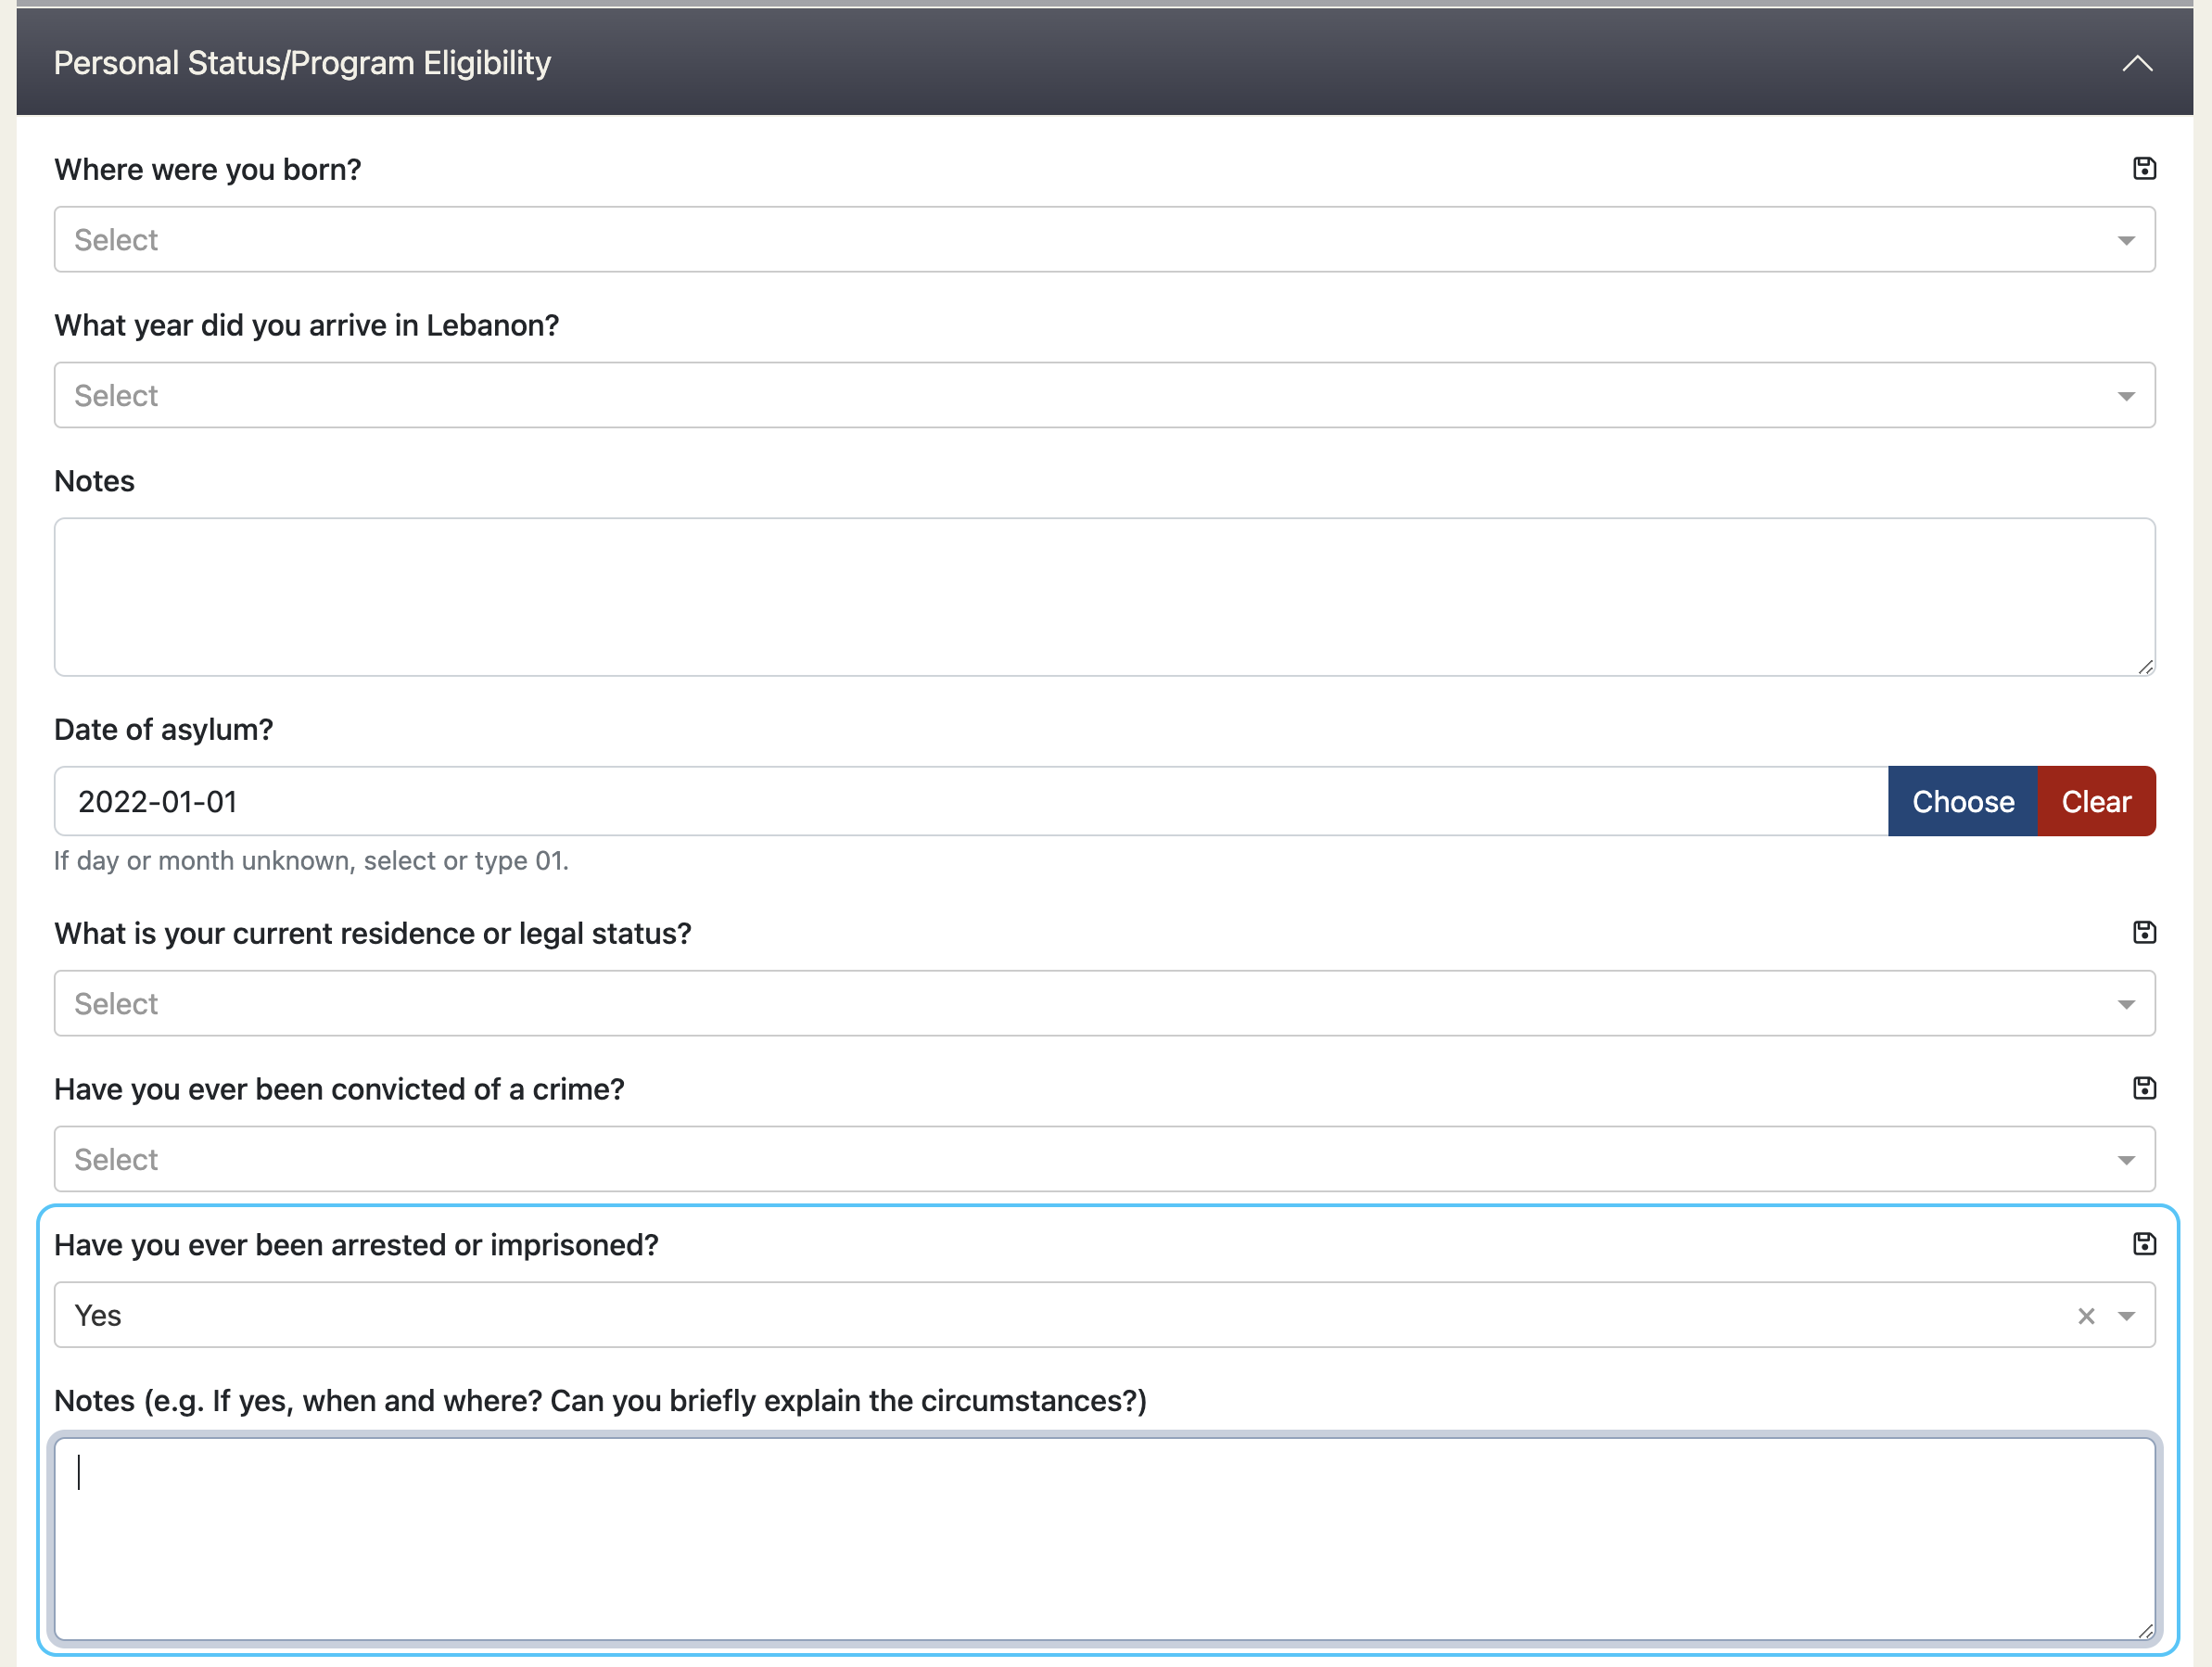 Personal Status/Program Eligibility
Where were you born?
Select
What year did you arrive in Lebanon?
Select
Notes
Date of asylum?
2022-01-01
Choose
Clear
If day or month unknown, select or type 01.
What is your current residence or legal status?
Select
Have you ever been convicted of a crime?
Select
Have you ever been arrested or imprisoned?
Yes
Notes (e.g. If yes, when and where? Can you briefly explain the circumstances?)